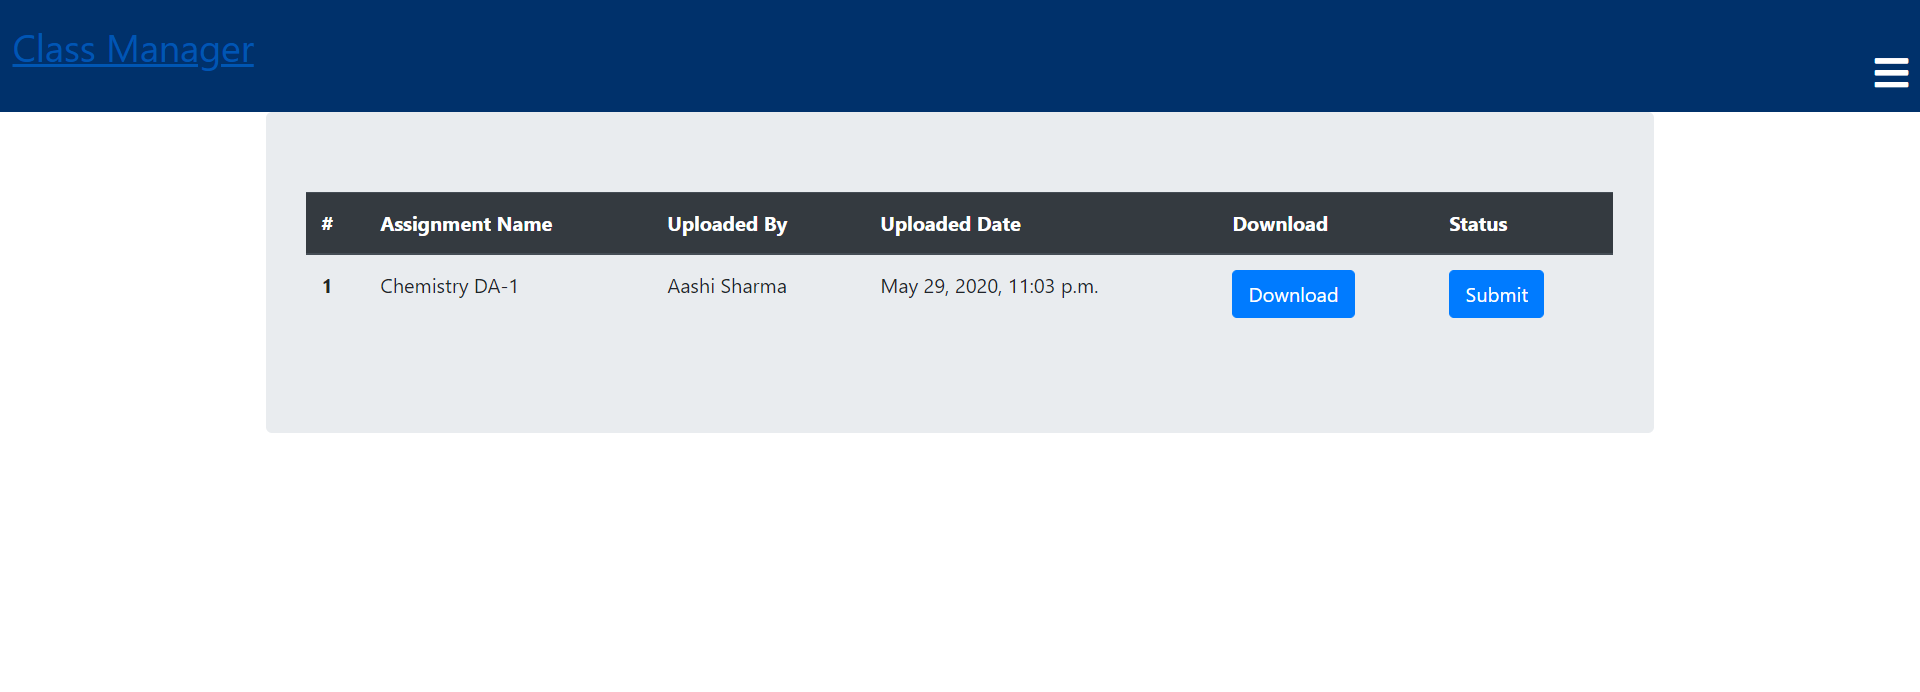 Class Manager
# Assignment Name Uploaded By Uploaded Date Download Status
1 Chemistry DA-1 Aashi Sharma May 29, 2020, 11:03 p.m. Download Submit